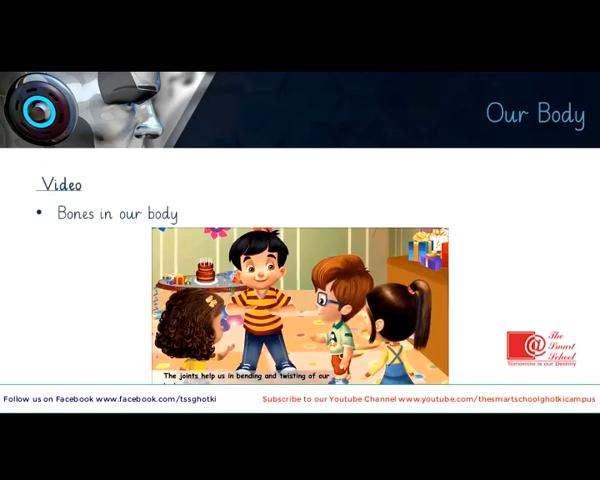 Our Body
Video
• Bones in our body
The joints help us in bending and twisting of our
The
Smart
School
Tomorrow is our Destiny
Follow us on Facebook www.facebook.com/tssghotki
Subscribe to our Youtube Channel www.youtube.com/thesmartschoolghotkicampus